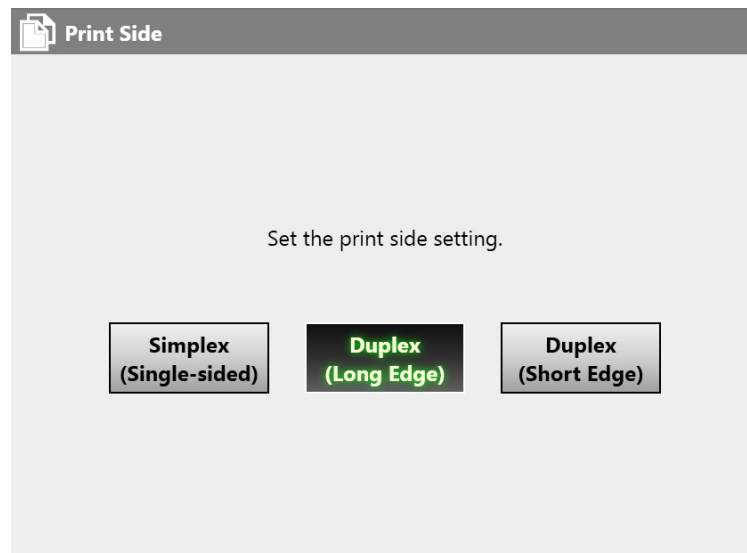 Print Side
Set the print side setting.
Simplex
(Single-sided)
Duplex
(Long Edge)
Duplex
(Short Edge)